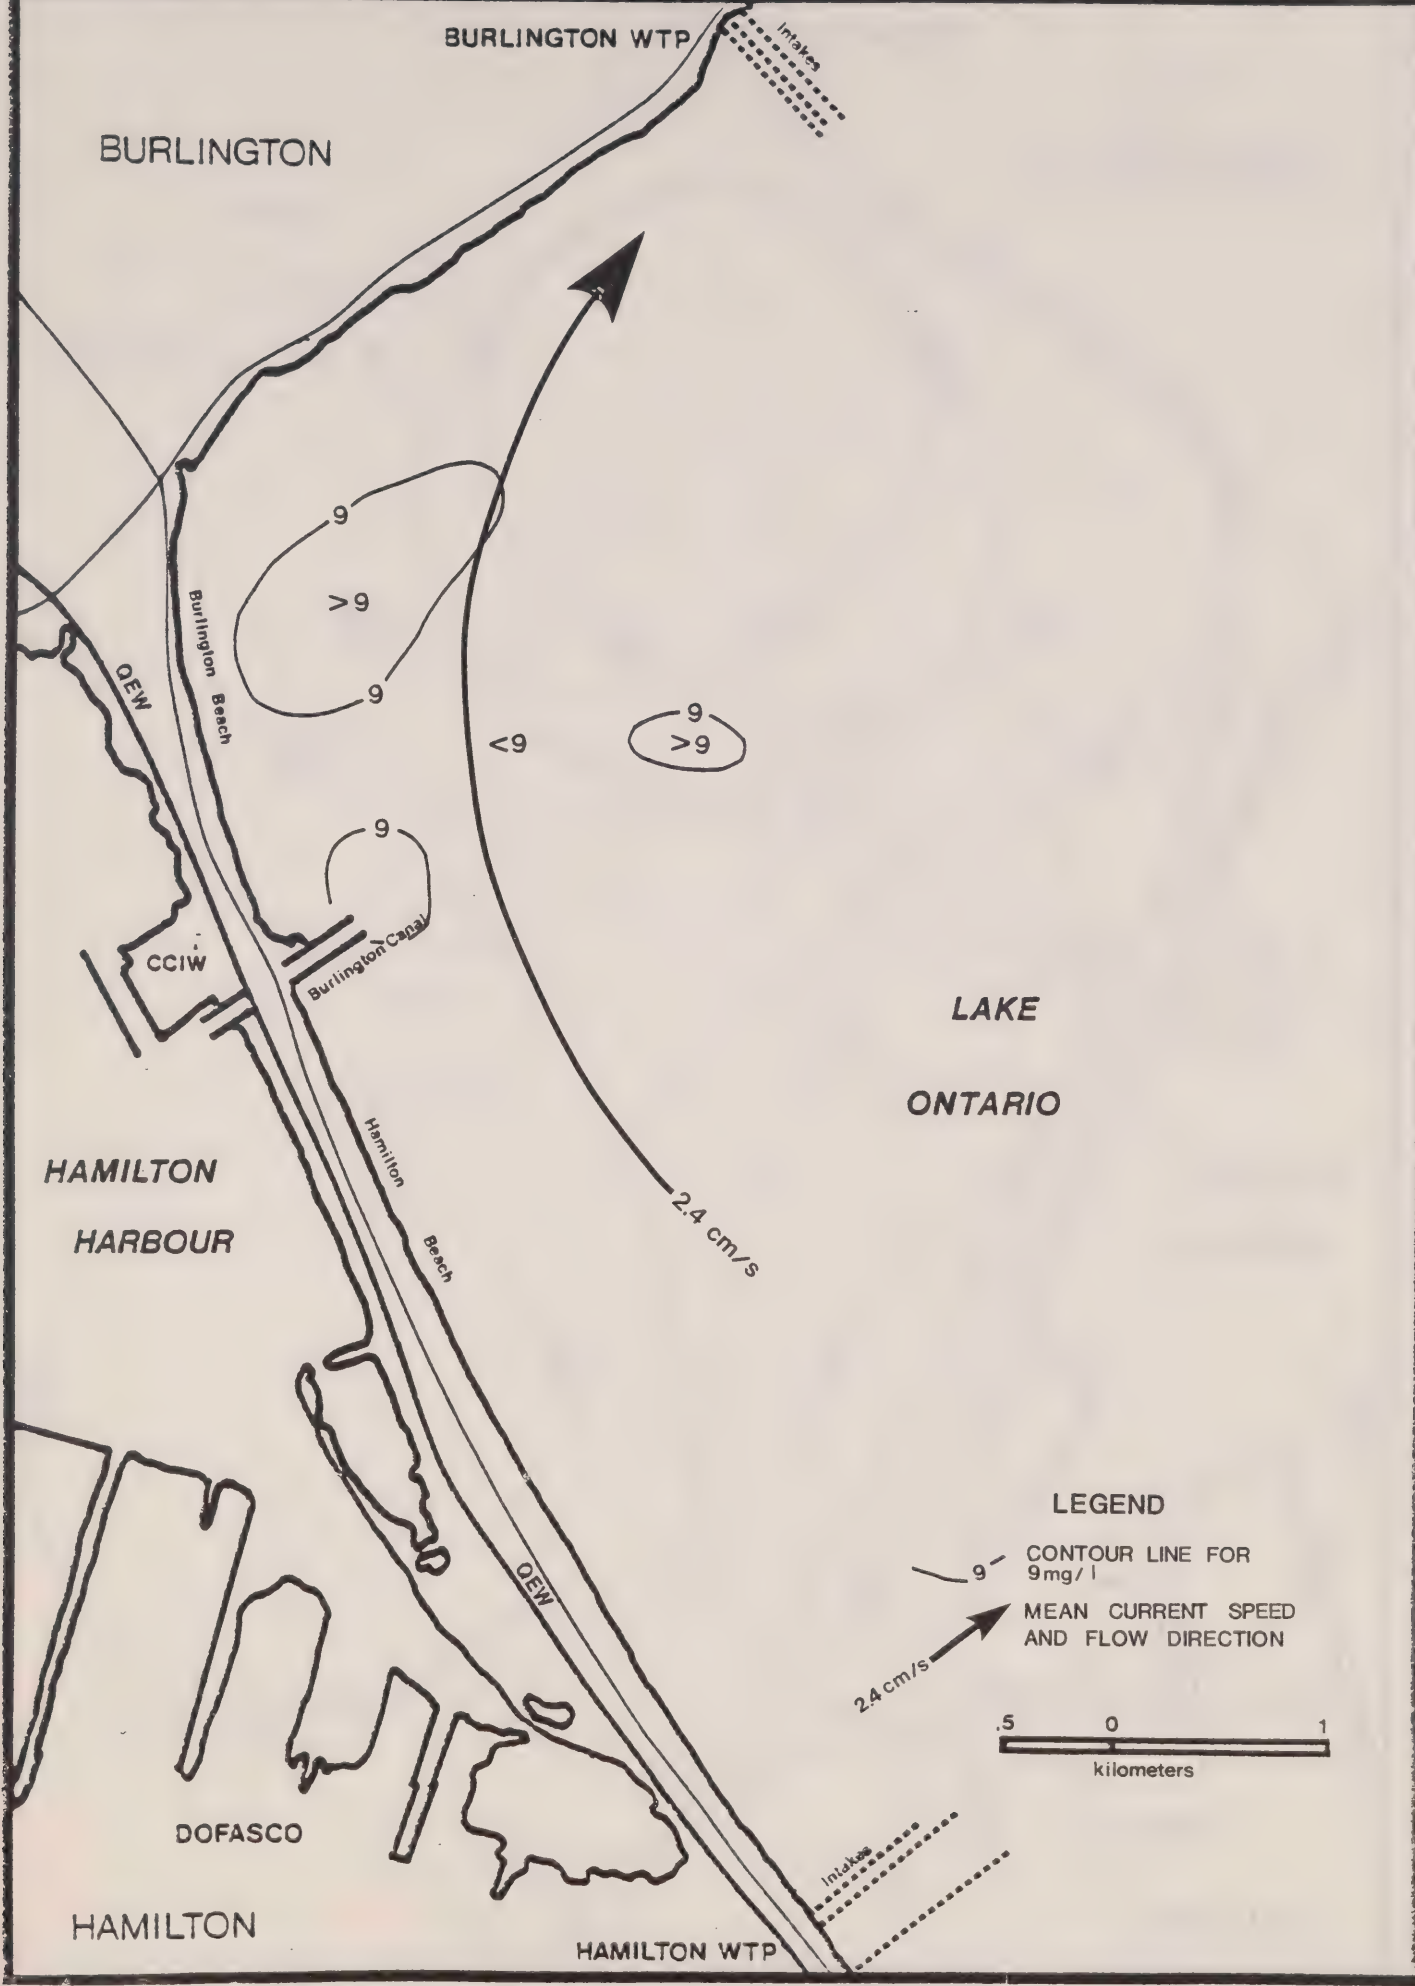 BURLINGTON WTP
Intakes
BURLINGTON
9
>9
9
Burlington Beach
QEW
9
<9
>9
9
Burlington Canal
CCIW
LAKE
ONTARIO
Hamilton
Beach
HAMILTON
HARBOUR
2.4 cm/s
LEGEND
9
CONTOUR LINE FOR
9mg/l
MEAN CURRENT SPEED
AND FLOW DIRECTION
2.4 cm/s
QEW
.5 0 1
kilometers
DOFASCO
Intakes
HAMILTON
HAMILTON WTP